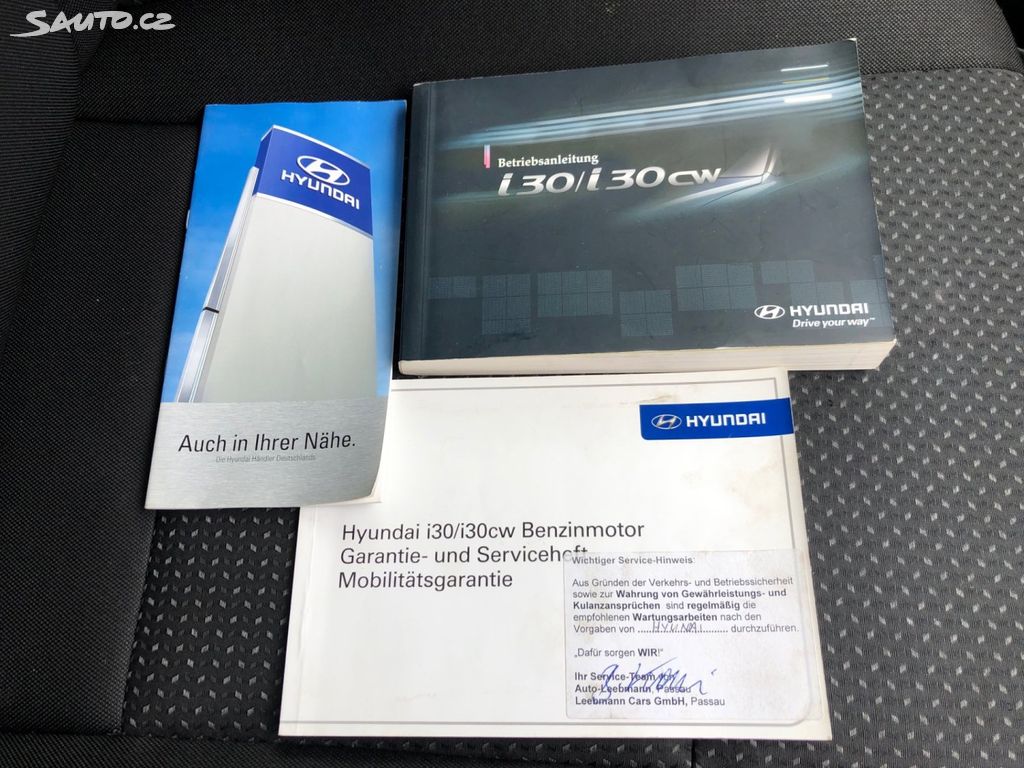 Sauto.cz
HYUNDAI
Auch in Ihrer Nähe.
Die Hyundai Händler Deutschlands
Betriebsanleitung
i30/i30cw
HYUNDAI
Drive your way™
HYUNDAI
Hyundai i30/i30cw Benzinmotor
Garantie- und Serviceheft
Mobilitätsgarantie
Wichtiger Service-Hinweis:
Aus Gründen der Verkehrs- und Betriebssicherheit
sowie zur Wahrung von Gewährleistungs- und
Kulanzansprüchen sind regelmäßig die
empfohlenen Wartungsarbeiten nach den
Vorgaben von ....HYUNAI.......... durchzuführen.
„Dafür sorgen WIR!"
Ihr Service-Team
Auto-Leebmann, Passau
Leebmann Cars GmbH, Passau